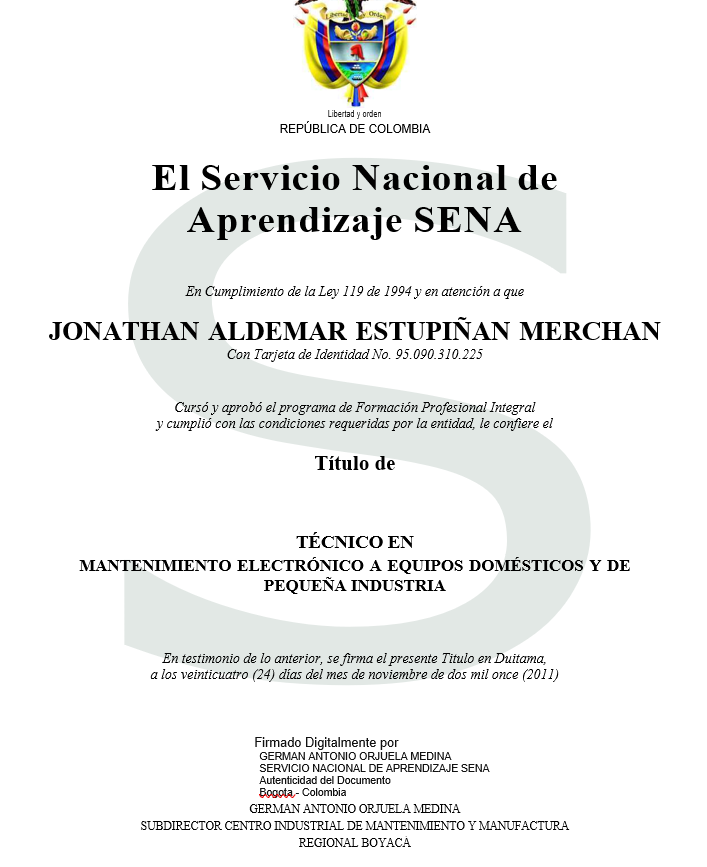 Libertad y Orden
Libertad y orden
REPÚBLICA DE COLOMBIA
El Servicio Nacional de
Aprendizaje SENA
En Cumplimiento de la Ley 119 de 1994 y en atención a que
JONATHAN ALDEMAR ESTUPIÑAN MERCHAN
Con Tarjeta de Identidad No. 95.090.310.225
Cursó y aprobó el programa de Formación Profesional Integral
y cumplió con las condiciones requeridas por la entidad, le confiere el
Título de
TÉCNICO EN
MANTENIMIENTO ELECTRÓNICO A EQUIPOS DOMÉSTICOS Y DE
PEQUEÑA INDUSTRIA
En testimonio de lo anterior, se firma el presente Titulo en Duitama,
a los veinticuatro (24) días del mes de noviembre de dos mil once (2011)
Firmado Digitalmente por
GERMAN ANTONIO ORJUELA MEDINA
SERVICIO NACIONAL DE APRENDIZAJE SENA
Autenticidad del Documento
Bogota - Colombia
GERMAN ANTONIO ORJUELA MEDINA
SUBDIRECTOR CENTRO INDUSTRIAL DE MANTENIMIENTO Y MANUFACTURA
REGIONAL BOYACÁ